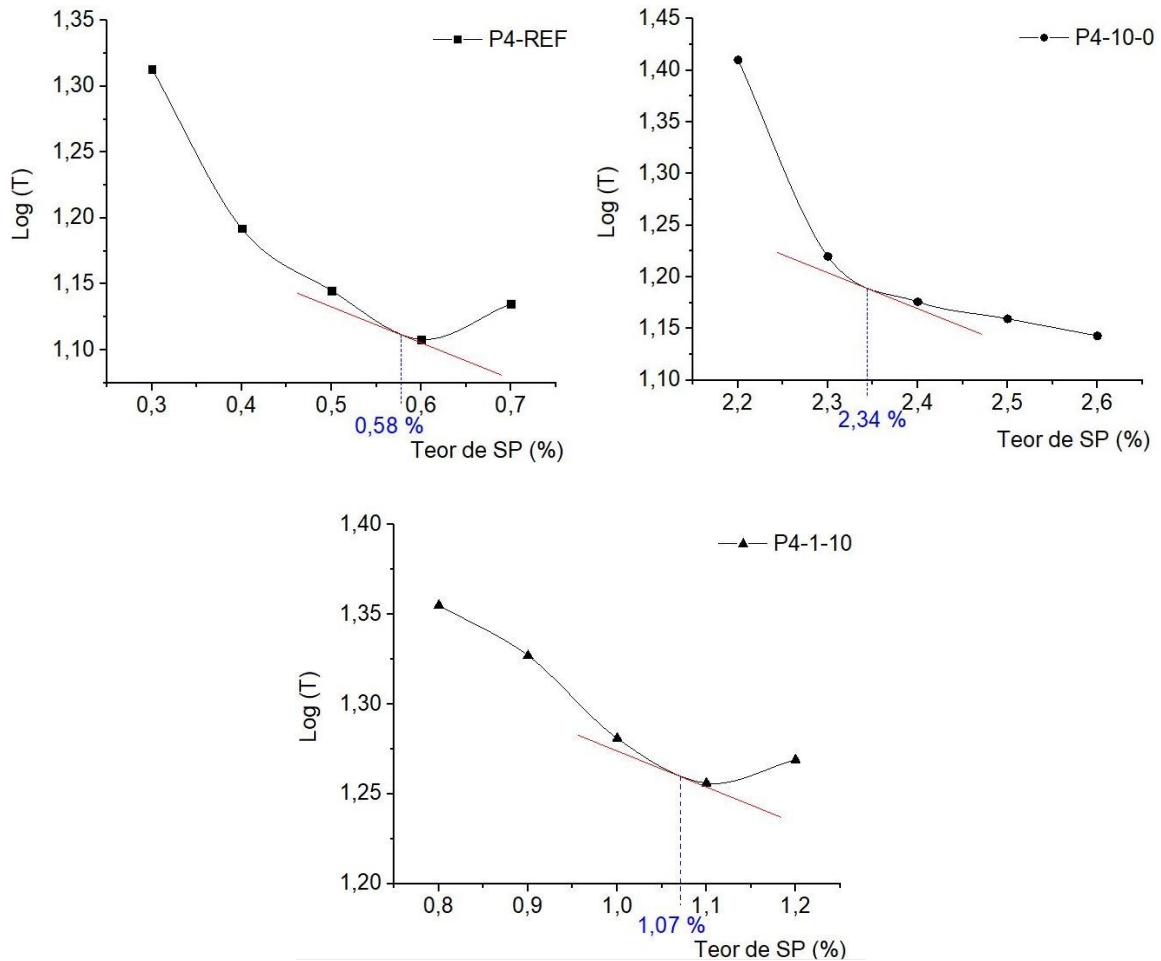 P4-REF
1,35
1,30
1,25
1,20
1,15
1,10
Log (T)
0,3 0,4 0,5 0,6 0,7
0,58 %
Teor de SP (%)
P4-10-0
1,45
1,40
1,35
1,30
1,25
1,20
1,15
1,10
Log (T)
2,2 2,3 2,4 2,5 2,6
2,34 %
Teor de SP (%)
P4-1-10
1,40
1,35
1,30
1,25
1,20
Log (T)
0,8 0,9 1,0 1,1 1,2
1,07 %
Teor de SP (%)